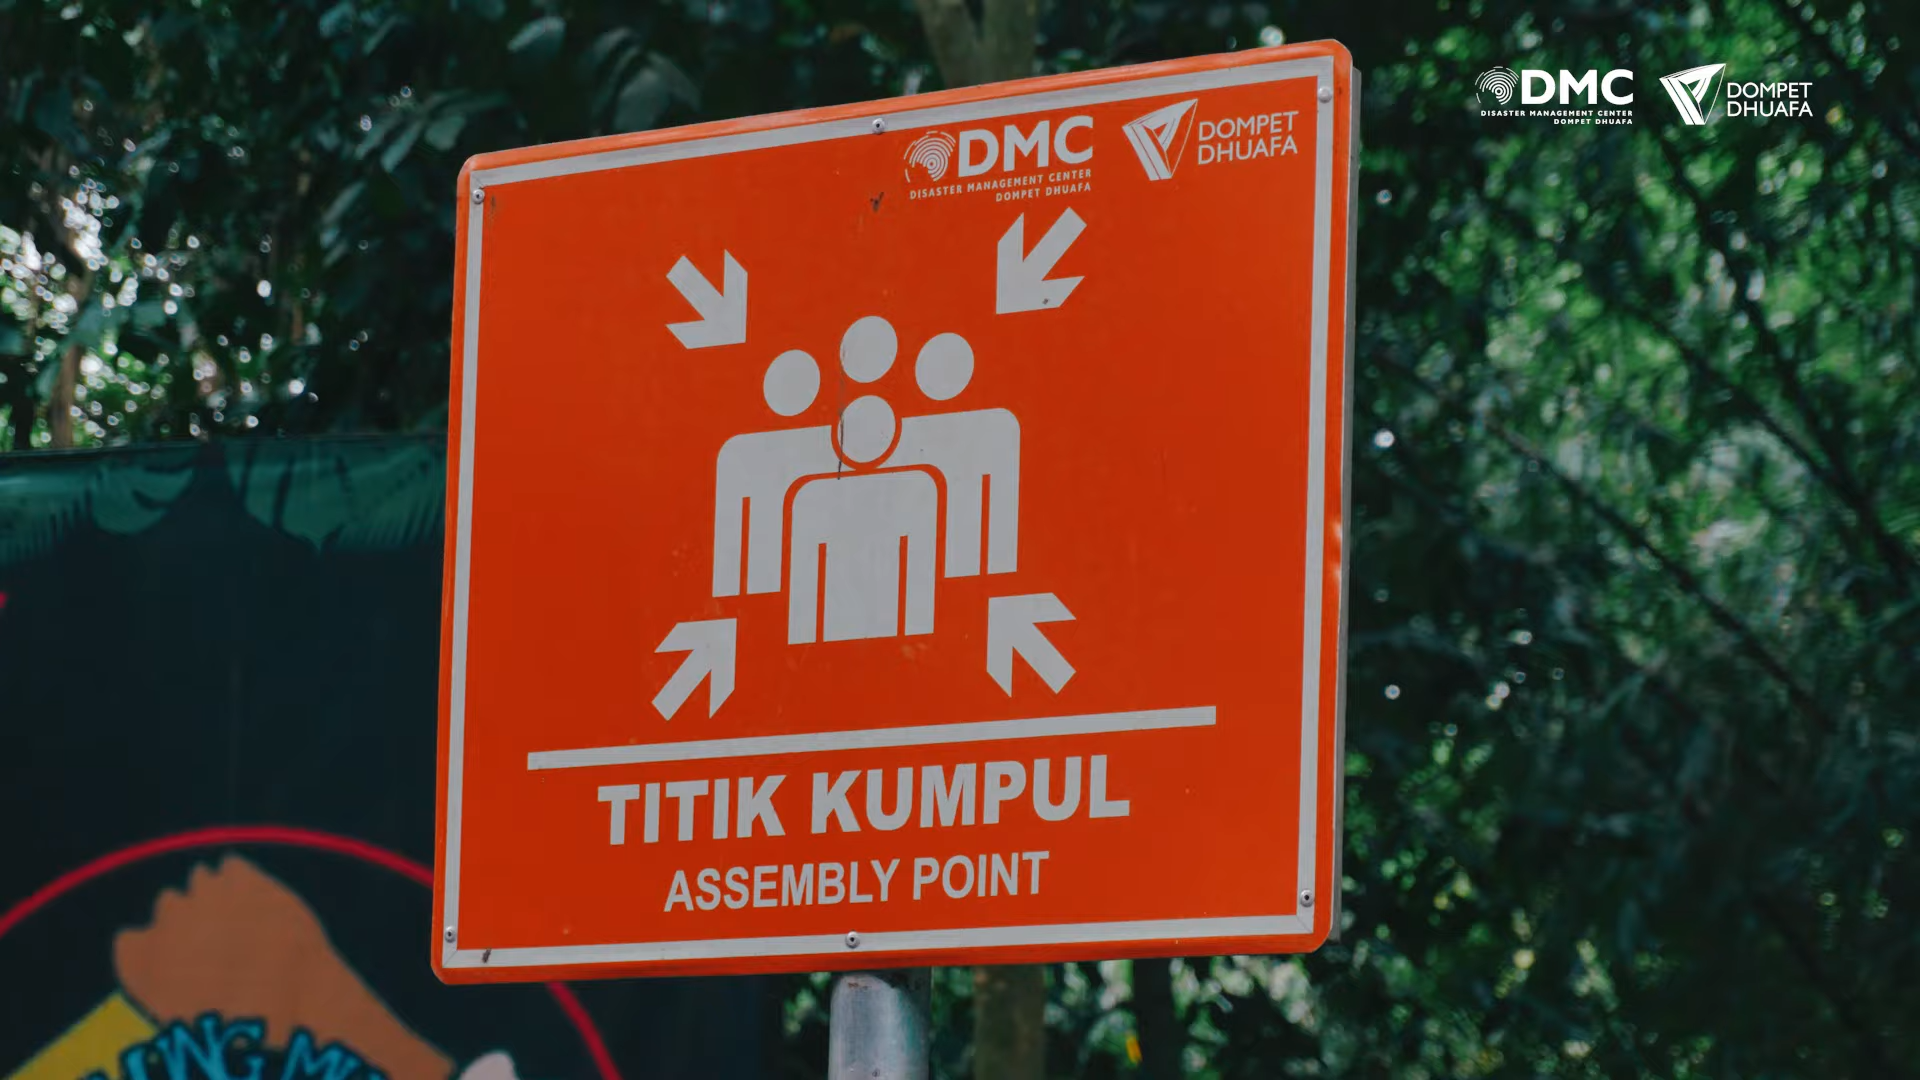 DMC
DISASTER MANAGEMENT CENTER
DOMPET DHUAFA
DOMPET
DHUAFA
DMC
DISASTER MANAGEMENT CENTER
DOMPET DHUAFA
DOMPET
DHUAFA
TITIK KUMPUL
ASSEMBLY POINT